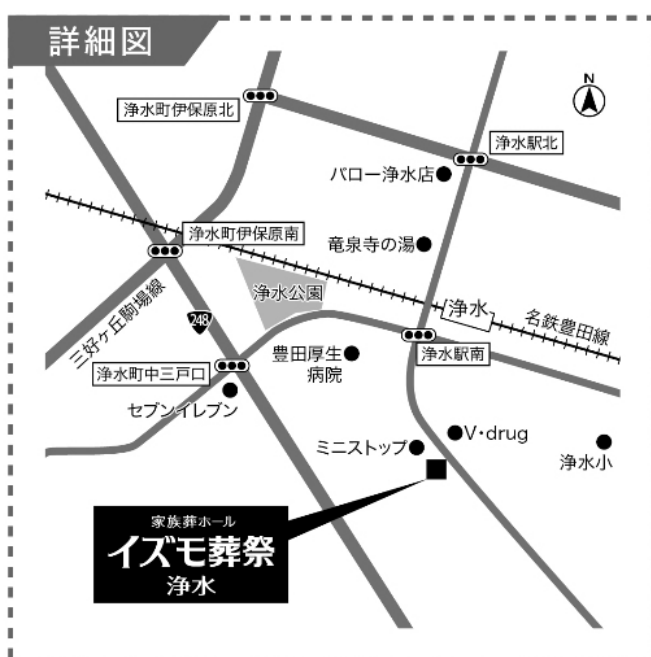 詳細図
N
浄水町伊保原北
浄水駅北
バロー浄水店
浄水町伊保原南
竜泉寺の湯
浄水公園
三好ヶ丘駒場線
248
浄水
名鉄豊田線
浄水町中三戸口
豊田厚生
病院
浄水駅南
セブンイレブン
ミニストップ
V・drug
浄水小
家族葬ホール
イズモ葬祭
浄水